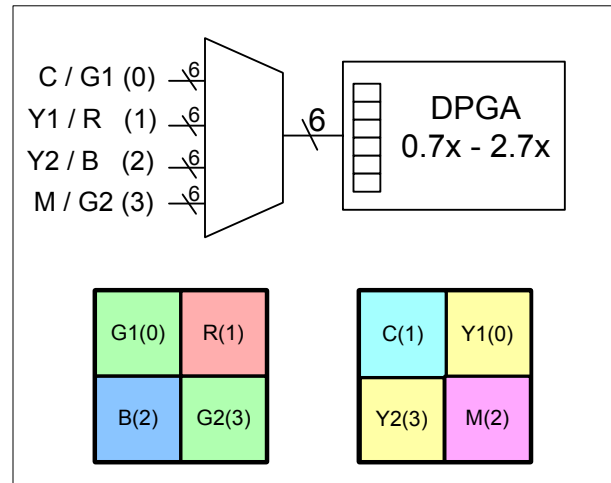 C / G1 (0) 6
Y1 / R (1) 6
Y2 / B (2) 6
M / G2 (3) 6
6
DPGA
0.7x - 2.7x
G1(0) R(1)
B(2) G2(3)
C(1) Y1(0)
Y2(3) M(2)